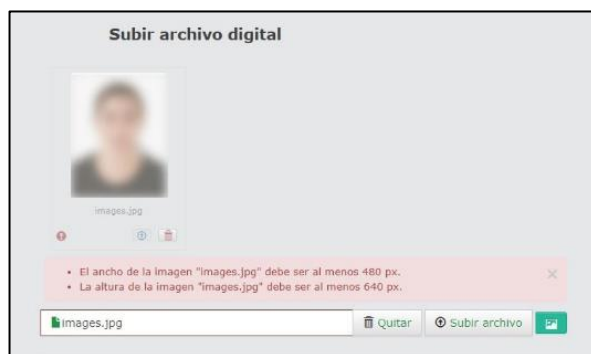 Subir archivo digital
images.jpg
El ancho de la imagen "images.jpg" debe ser al menos 480 px.
La altura de la imagen "images.jpg" debe ser al menos 640 px.
images.jpg Quitar Subir archivo